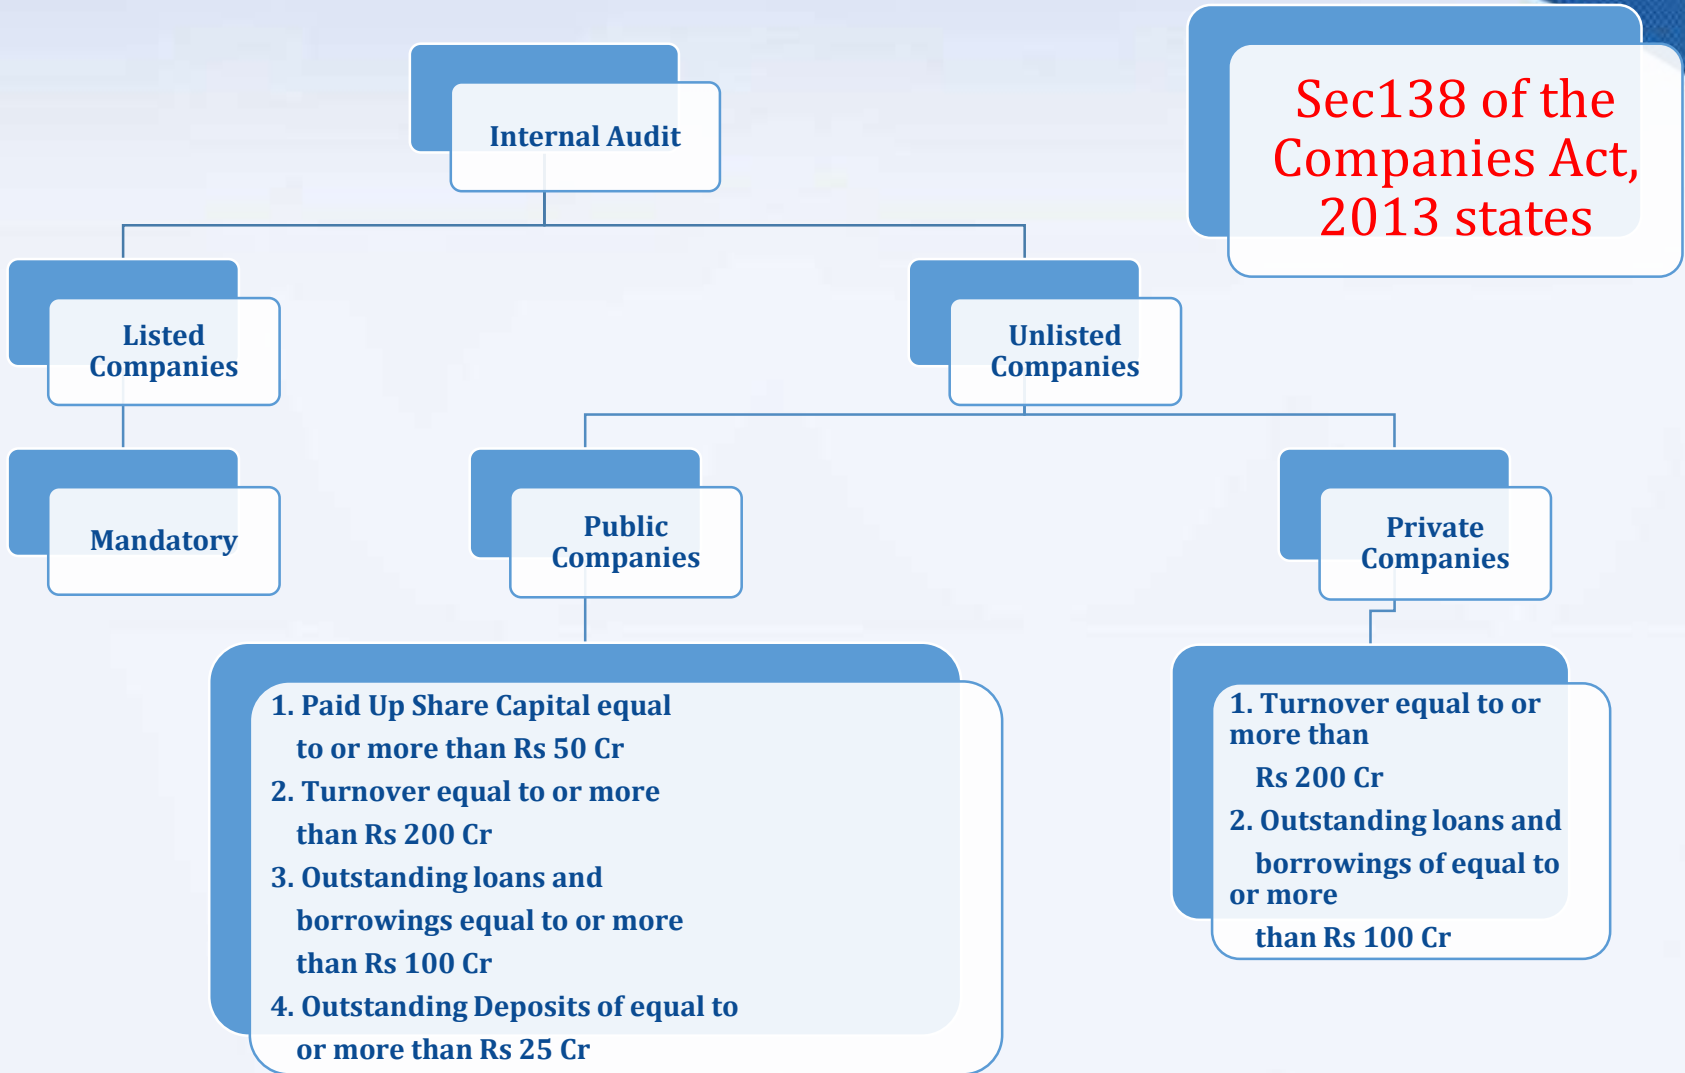 Sec138 of the
Companies Act,
2013 states
Internal Audit
Listed
Companies
Unlisted
Companies
Mandatory
Public
Companies
Private
Companies
1. Paid Up Share Capital equal
to or more than Rs 50 Cr
2. Turnover equal to or more
than Rs 200 Cr
3. Outstanding loans and
borrowings equal to or more
than Rs 100 Cr
4. Outstanding Deposits of equal to
or more than Rs 25 Cr
1. Turnover equal to or
more than
Rs 200 Cr
2. Outstanding loans and
borrowings of equal to
or more
than Rs 100 Cr